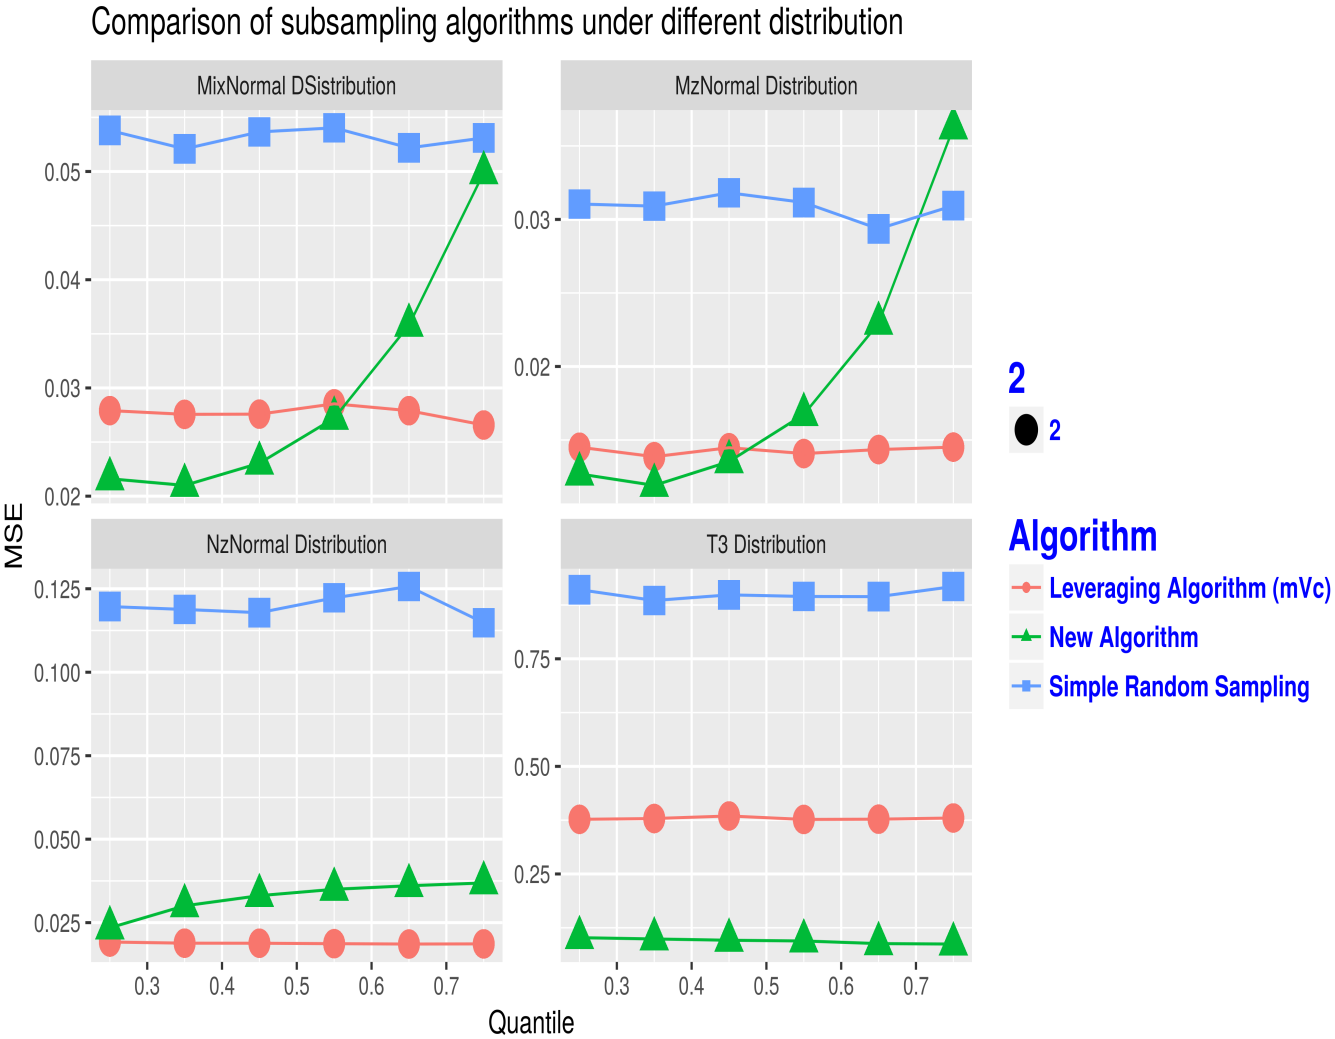 Comparison of subsampling algorithms under different distribution
MixNormal DSistribution
MzNormal Distribution
0.05
0.04
0.03
0.02
0.03
0.02
NzNormal Distribution
T3 Distribution
0.125
0.100
0.075
0.050
0.025
0.75
0.50
0.25
0.3 0.4 0.5 0.6 0.7
0.3 0.4 0.5 0.6 0.7
Quantile
MSE
2
2
Algorithm
Leveraging Algorithm (mVc)
New Algorithm
Simple Random Sampling